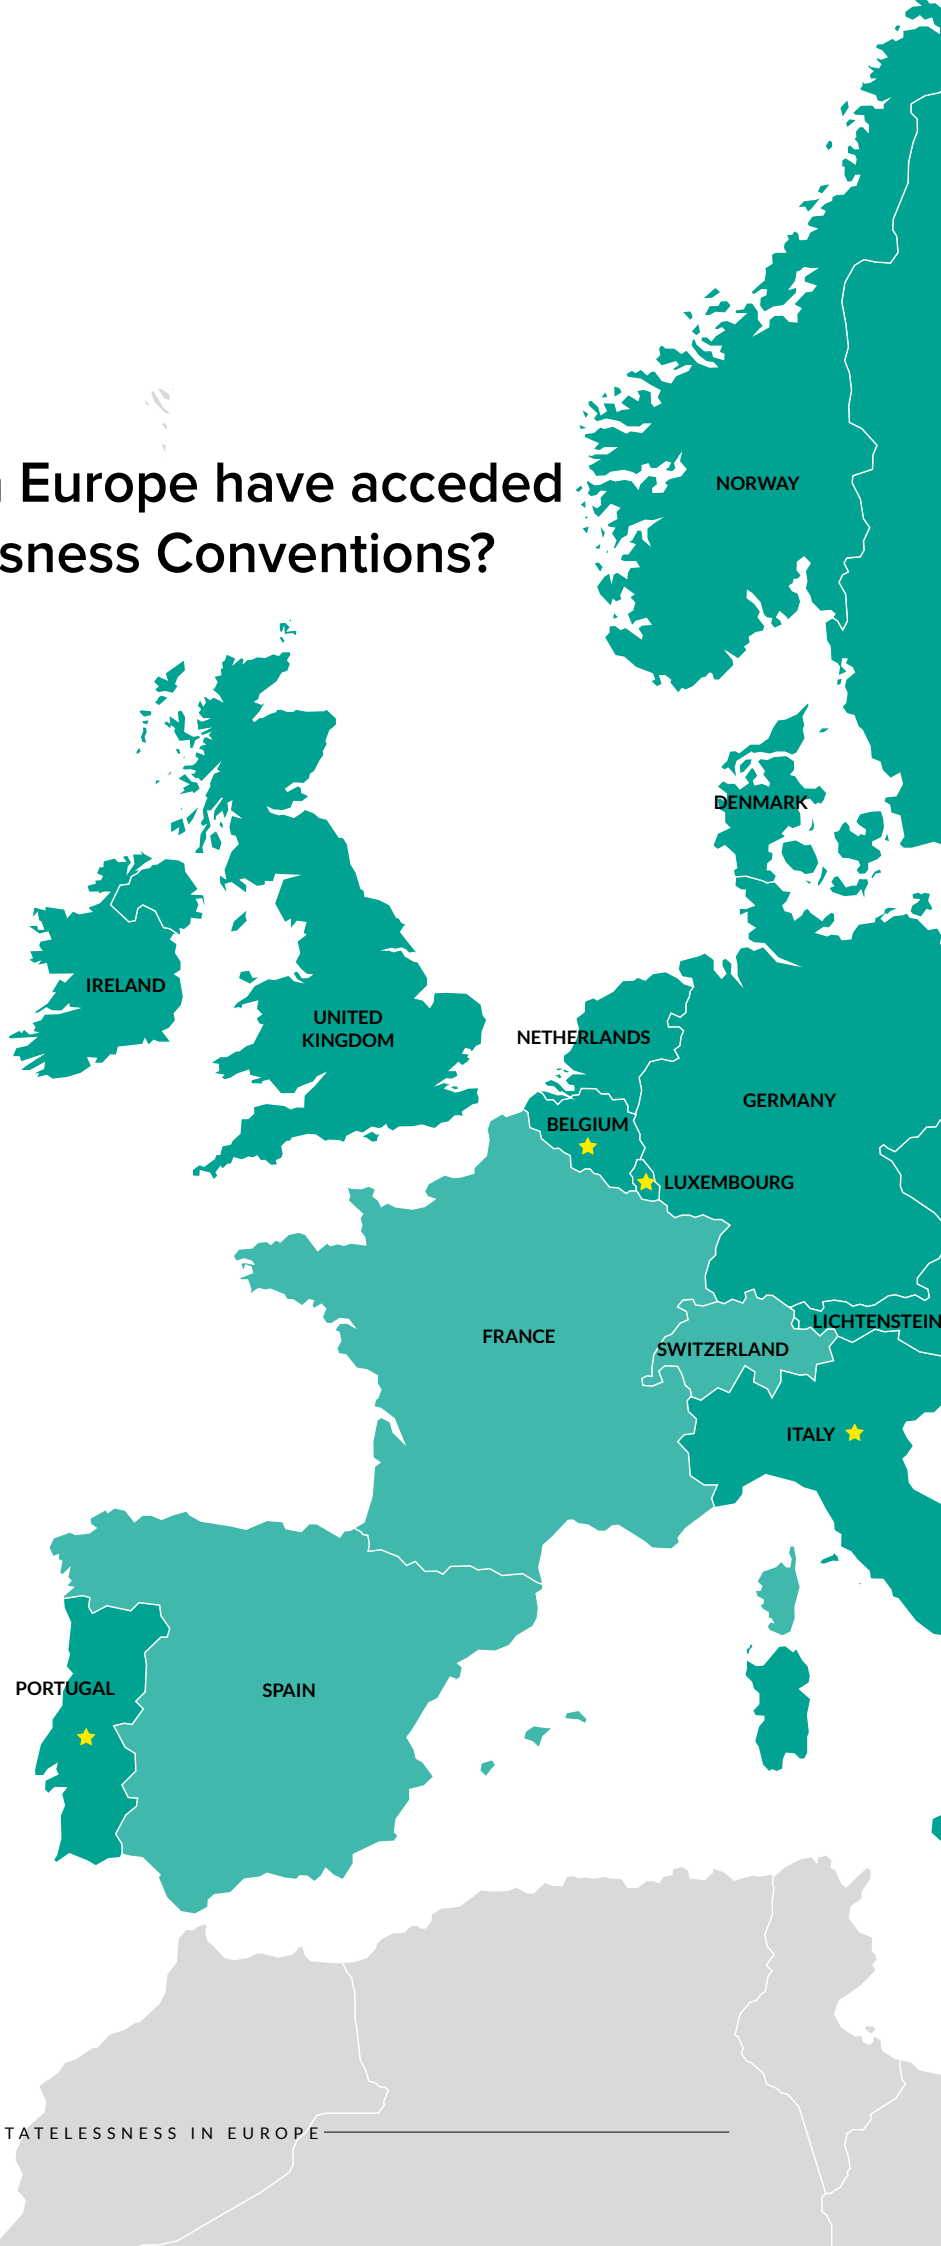 Europe have acceded
sness Conventions?
NORWAY
DENMARK
IRELAND
UNITED
KINGDOM
NETHERLANDS
GERMANY
BELGIUM
LUXEMBOURG
LICHTENSTEIN
FRANCE
SWITZERLAND
ITALY
PORTUGAL
SPAIN
TATELESSNESS IN EUROPE